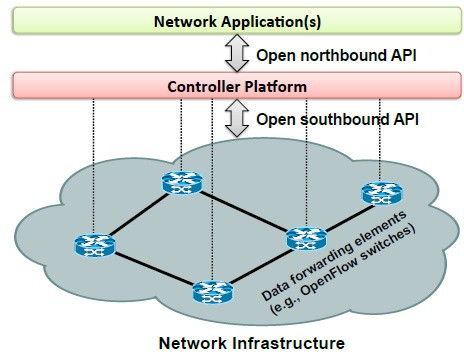 Network Application(s)
Open northbound API
Controller Platform
Open southbound API
Data forwarding elements
(e.g., OpenFlow switches)
Network Infrastructure